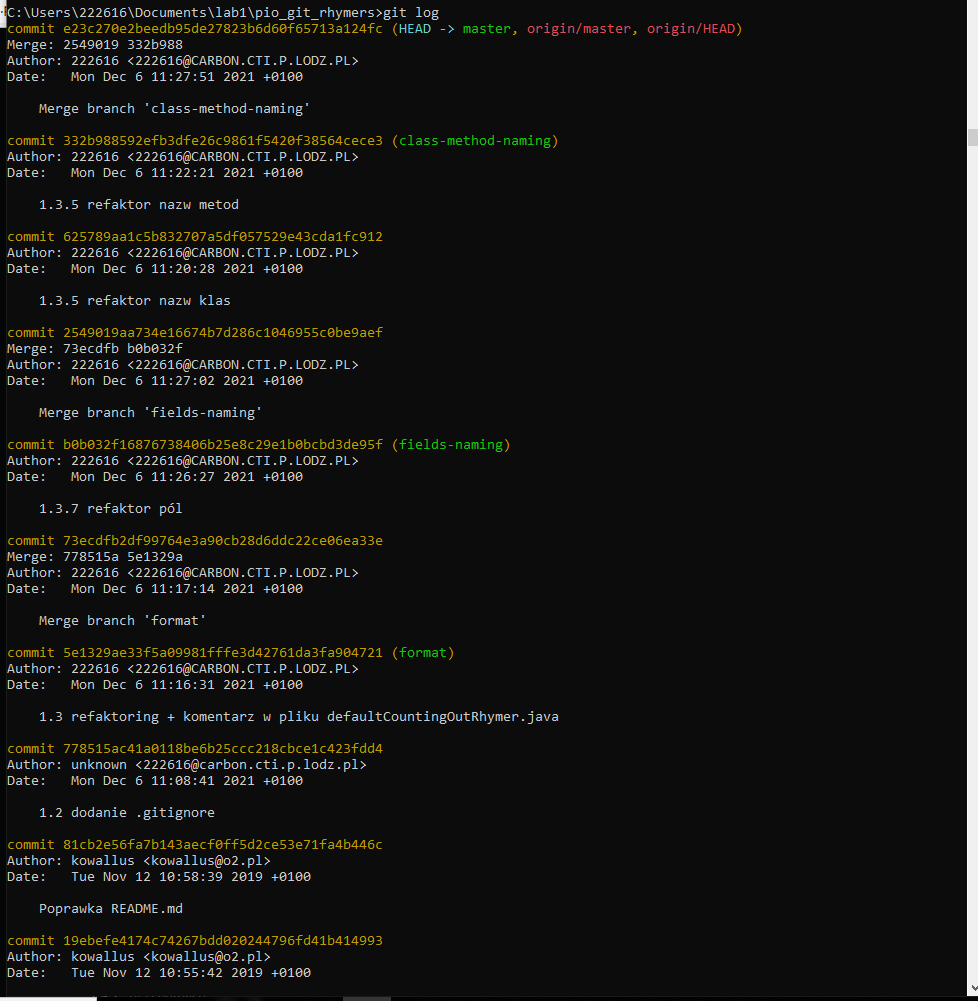 C:\Users\222616\Documents\lab1\pio_git_rhymers>git log
commit e23c270e2beedb95de27823b6d60f65713a124fc (HEAD -> master, origin/master, origin/HEAD)
Merge: 2549019 332b988
Author: 222616 <222616@CARBON.CTI.P.LODZ.PL>
Date:   Mon Dec 6 11:27:51 2021 +0100
    Merge branch 'class-method-naming'
commit 332b988592efb3dfe26c9861f5420f38564cece3 (class-method-naming)
Author: 222616 <222616@CARBON.CTI.P.LODZ.PL>
Date:   Mon Dec 6 11:22:21 2021 +0100
    1.3.5 refaktor nazw metod
commit 625789aa1c5b832707a5df057529e43cda1fc912
Author: 222616 <222616@CARBON.CTI.P.LODZ.PL>
Date:   Mon Dec 6 11:20:28 2021 +0100
    1.3.5 refaktor nazw klas
commit 2549019aa734e16674b7d286c1046955c0be9aef
Merge: 73ecdfb b0b032f
Author: 222616 <222616@CARBON.CTI.P.LODZ.PL>
Date:   Mon Dec 6 11:27:02 2021 +0100
    Merge branch 'fields-naming'
commit b0b032f16876738406b25e8c29e1b0bcbd3de95f (fields-naming)
Author: 222616 <222616@CARBON.CTI.P.LODZ.PL>
Date:   Mon Dec 6 11:26:27 2021 +0100
    1.3.7 refaktor pól
commit 73ecdfb2df99764e3a90cb28d6ddc22ce06ea33e
Merge: 778515a 5e1329a
Author: 222616 <222616@CARBON.CTI.P.LODZ.PL>
Date:   Mon Dec 6 11:17:14 2021 +0100
    Merge branch 'format'
commit 5e1329ae33f5a09981fffe3d42761da3fa904721 (format)
Author: 222616 <222616@CARBON.CTI.P.LODZ.PL>
Date:   Mon Dec 6 11:16:31 2021 +0100
    1.3 refaktoring + komentarz w pliku defaultCountingOutRhymer.java
commit 778515ac41a0118be6b25ccc218cbce1c423fdd4
Author: unknown <222616@carbon.cti.p.lodz.pl>
Date:   Mon Dec 6 11:08:41 2021 +0100
    1.2 dodanie .gitignore
commit 81cb2e56fa7b143aecf0ff5d2ce53e71fa4b446c
Author: kowallus <kowallus@o2.pl>
Date:   Tue Nov 12 10:58:39 2019 +0100
    Poprawka README.md
commit 19ebefe4174c74267bdd020244796fd41b414993
Author: kowallus <kowallus@o2.pl>
Date:   Tue Nov 12 10:55:42 2019 +0100